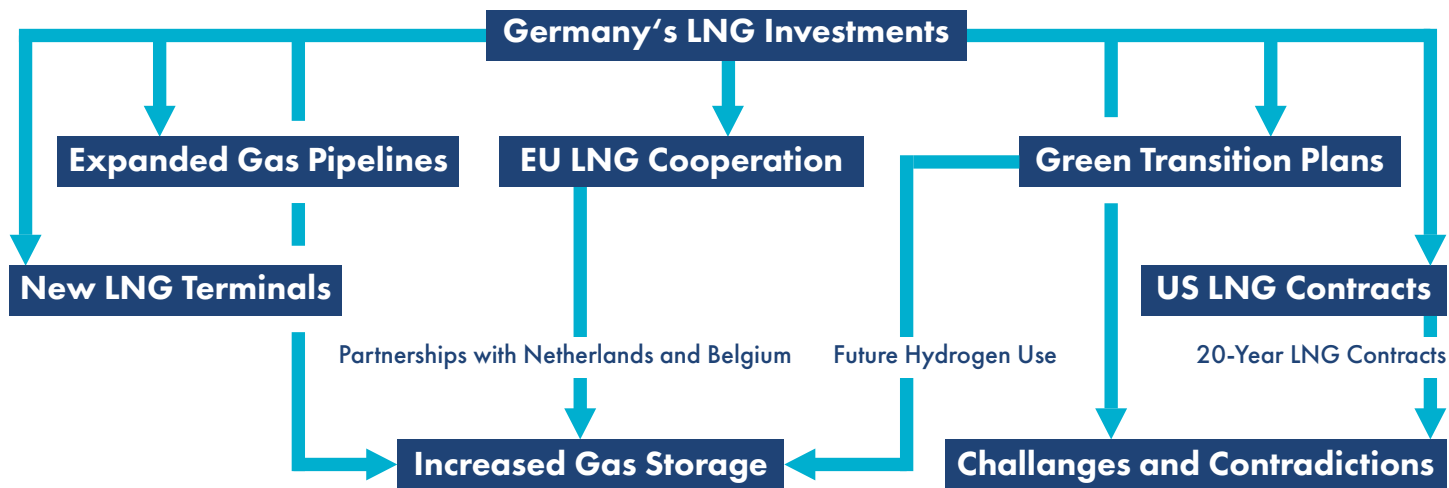 Germany‘s LNG Investments
Expanded Gas Pipelines
EU LNG Cooperation
Green Transition Plans
New LNG Terminals
US LNG Contracts
Partnerships with Netherlands and Belgium
Future Hydrogen Use
20-Year LNG Contracts
Increased Gas Storage
Challanges and Contradictions